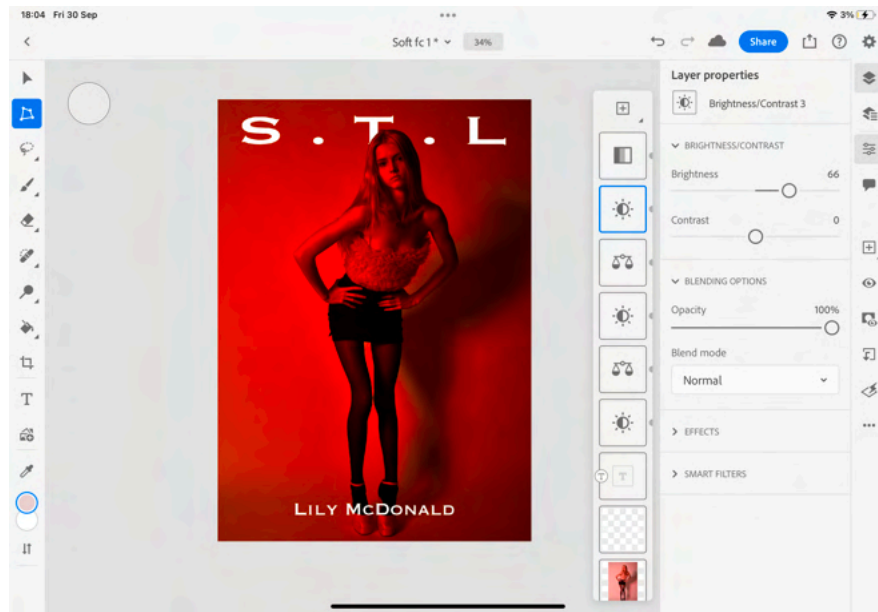 18:04 Fri 30 Sep
3%
Soft fc 1*
34%
Share
Layer properties
Brightness/Contrast 3
BRIGHTNESS/CONTRAST
Brightness 66
Contrast 0
BLENDING OPTIONS
Opacity 100%
Blend mode
Normal
EFFECTS
SMART FILTERS
T
T
T
S . T . L
LILY MCDONALD